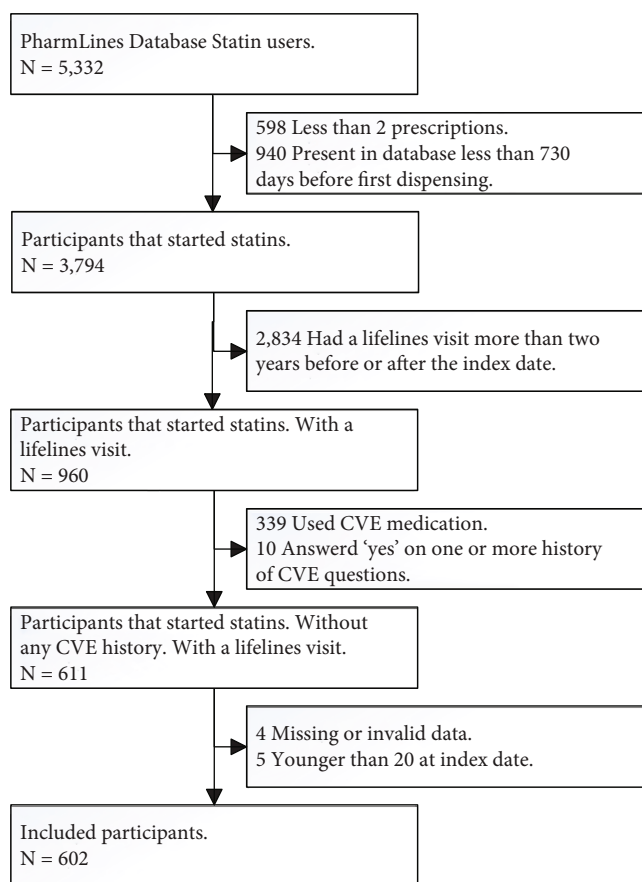 PharmLines Database Statin users.
N = 5,332
598 Less than 2 prescriptions.
940 Present in database less than 730
days before first dispensing.
Participants that started statins.
N = 3,794
2,834 Had a lifelines visit more than two
years before or after the index date.
Participants that started statins. With a
lifelines visit.
N = 960
339 Used CVE medication.
10 Answerd ‘yes’ on one or more history
of CVE questions.
Participants that started statins. Without
any CVE history. With a lifelines visit.
N = 611
4 Missing or invalid data.
5 Younger than 20 at index date.
Included participants.
N = 602